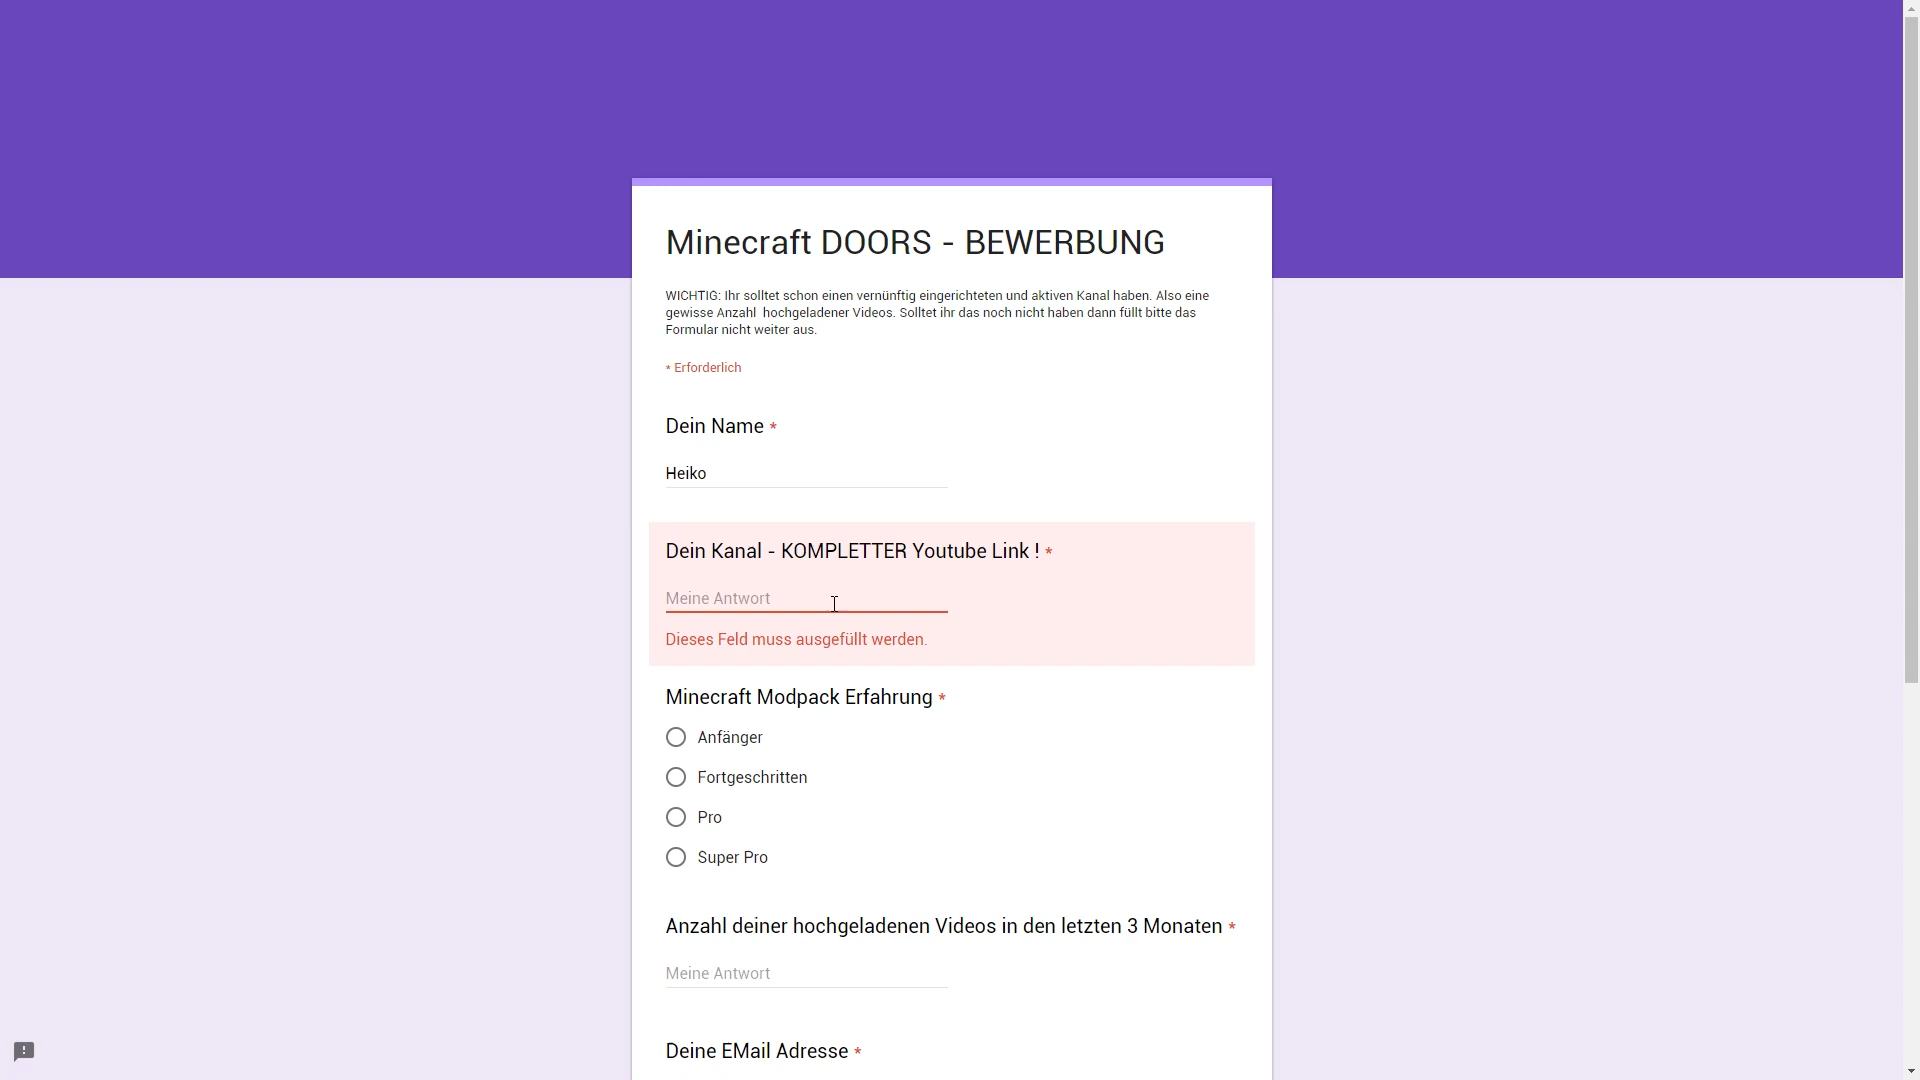 Minecraft DOORS - BEWERBUNG
WICHTIG: Ihr solltet schon einen vernünftig eingerichteten und aktiven Kanal haben. Also eine
gewisse Anzahl  hochgeladener Videos. Solltet ihr das noch nicht haben dann füllt bitte das
Formular nicht weiter aus.
* Erforderlich
Dein Name *
Heiko
Dein Kanal - KOMPLETTER Youtube Link ! *
Meine Antwort
Dieses Feld muss ausgefüllt werden.
Minecraft Modpack Erfahrung *
Anfänger
Fortgeschritten
Pro
Super Pro
Anzahl deiner hochgeladenen Videos in den letzten 3 Monaten *
Meine Antwort
Deine EMail Adresse *